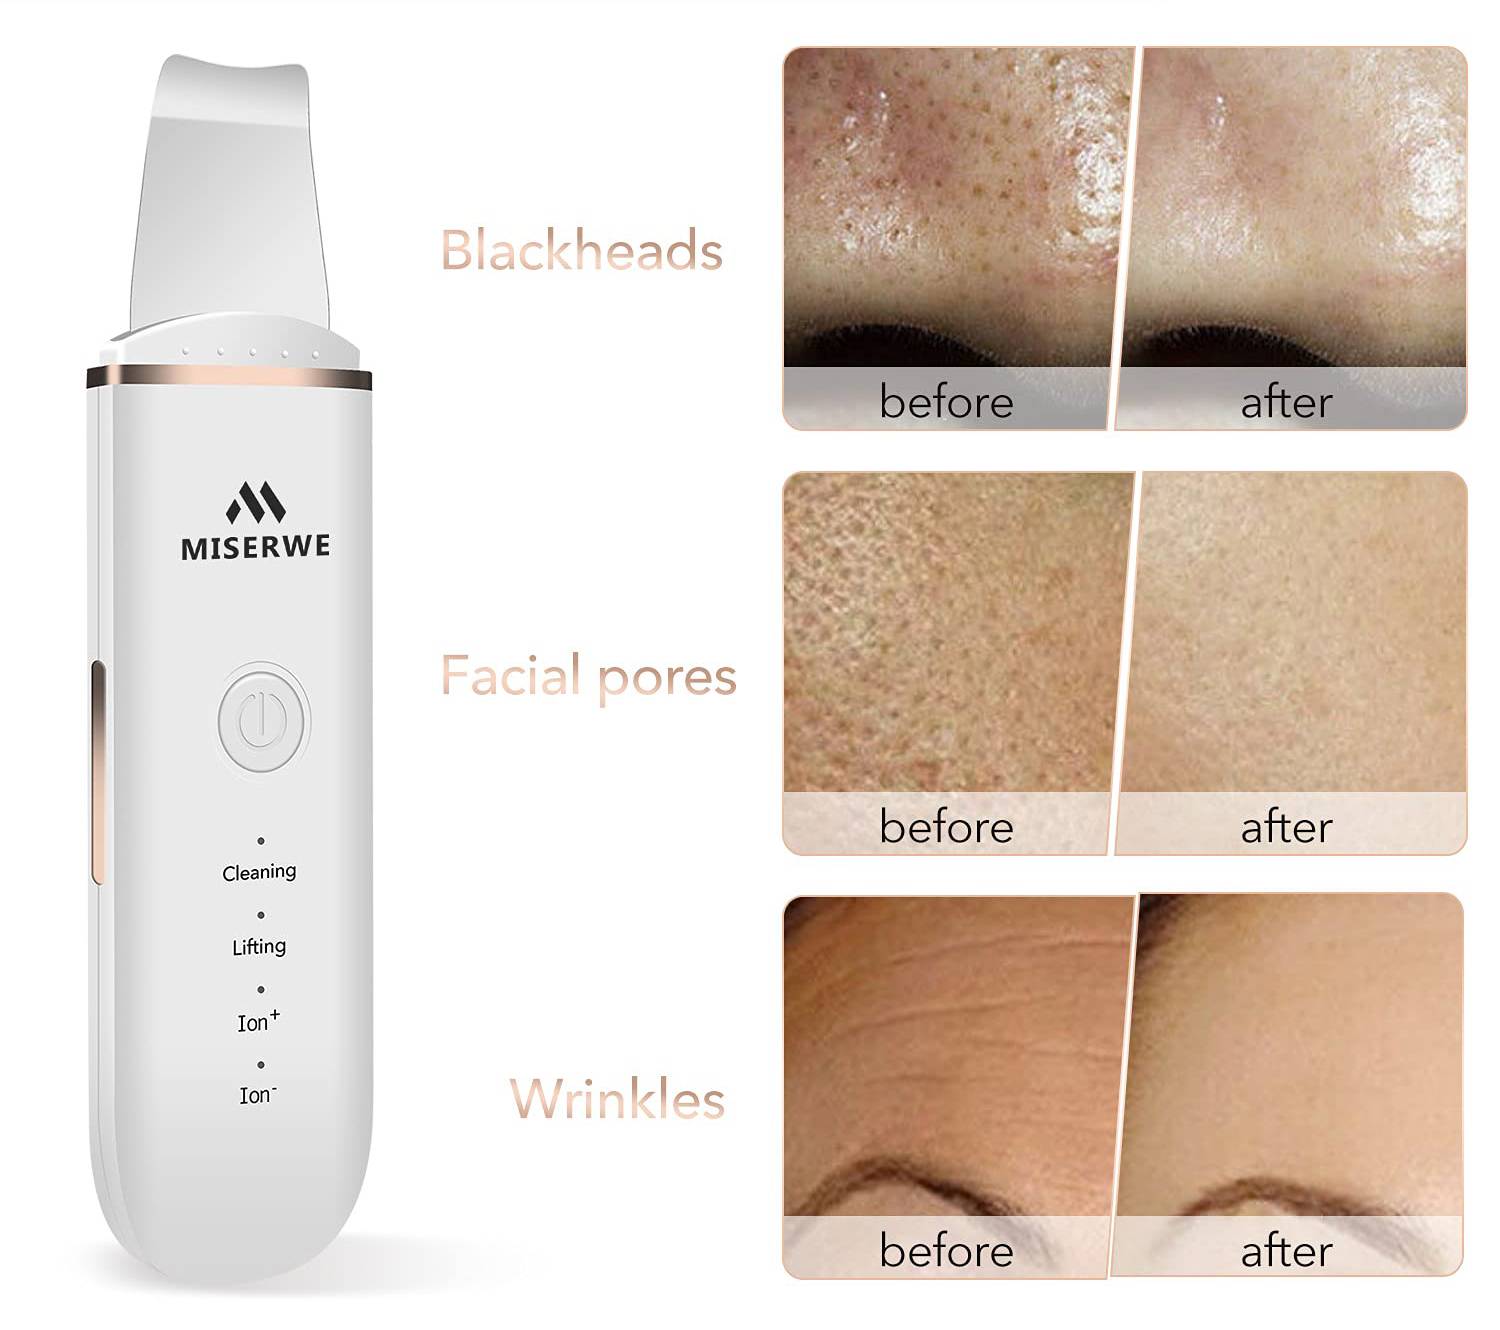 MISERWE
Cleaning
Lifting
Ion+
Ion-
Blackheads
before
after
Facial pores
before
after
Wrinkles
before
after